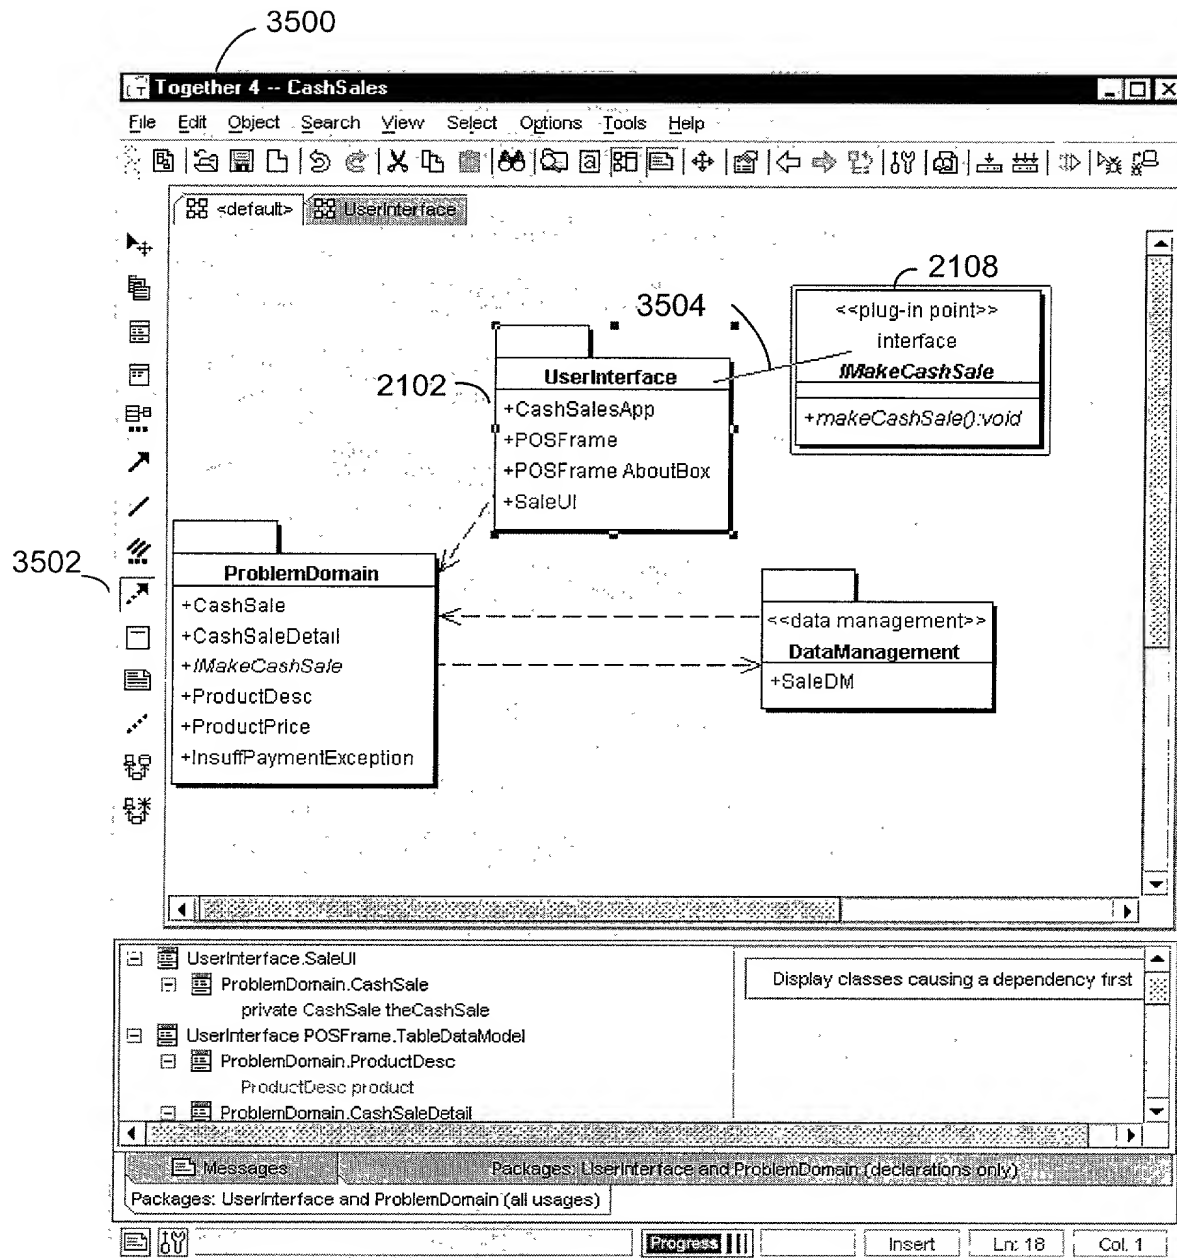 3500
Together 4 -- CashSales
File Edit Object Search View Select Options Tools Help
<default> UserInterface
2108
3504
<<plug-in point>>
interface
IMakeCashSale
+makeCashSale():void
2102
UserInterface
+CashSalesApp
+POSFrame
+POSFrame AboutBox
+SaleUI
3502
ProblemDomain
+CashSale
+CashSaleDetail
+IMakeCashSale
+ProductDesc
+ProductPrice
+InsuffPaymentException
<<data management>>
DataManagement
+SaleDM
UserInterface.SaleUI
ProblemDomain.CashSale
private CashSale theCashSale
UserInterface POSFrame.TableDataModel
ProblemDomain.ProductDesc
ProductDesc product
ProblemDomain.CashSaleDetail
Display classes causing a dependency first
Messages Packages: UserInterface and ProblemDomain (declarations only)
Packages: UserInterface and ProblemDomain (all usages)
Progress Insert Ln: 18 Col. 1